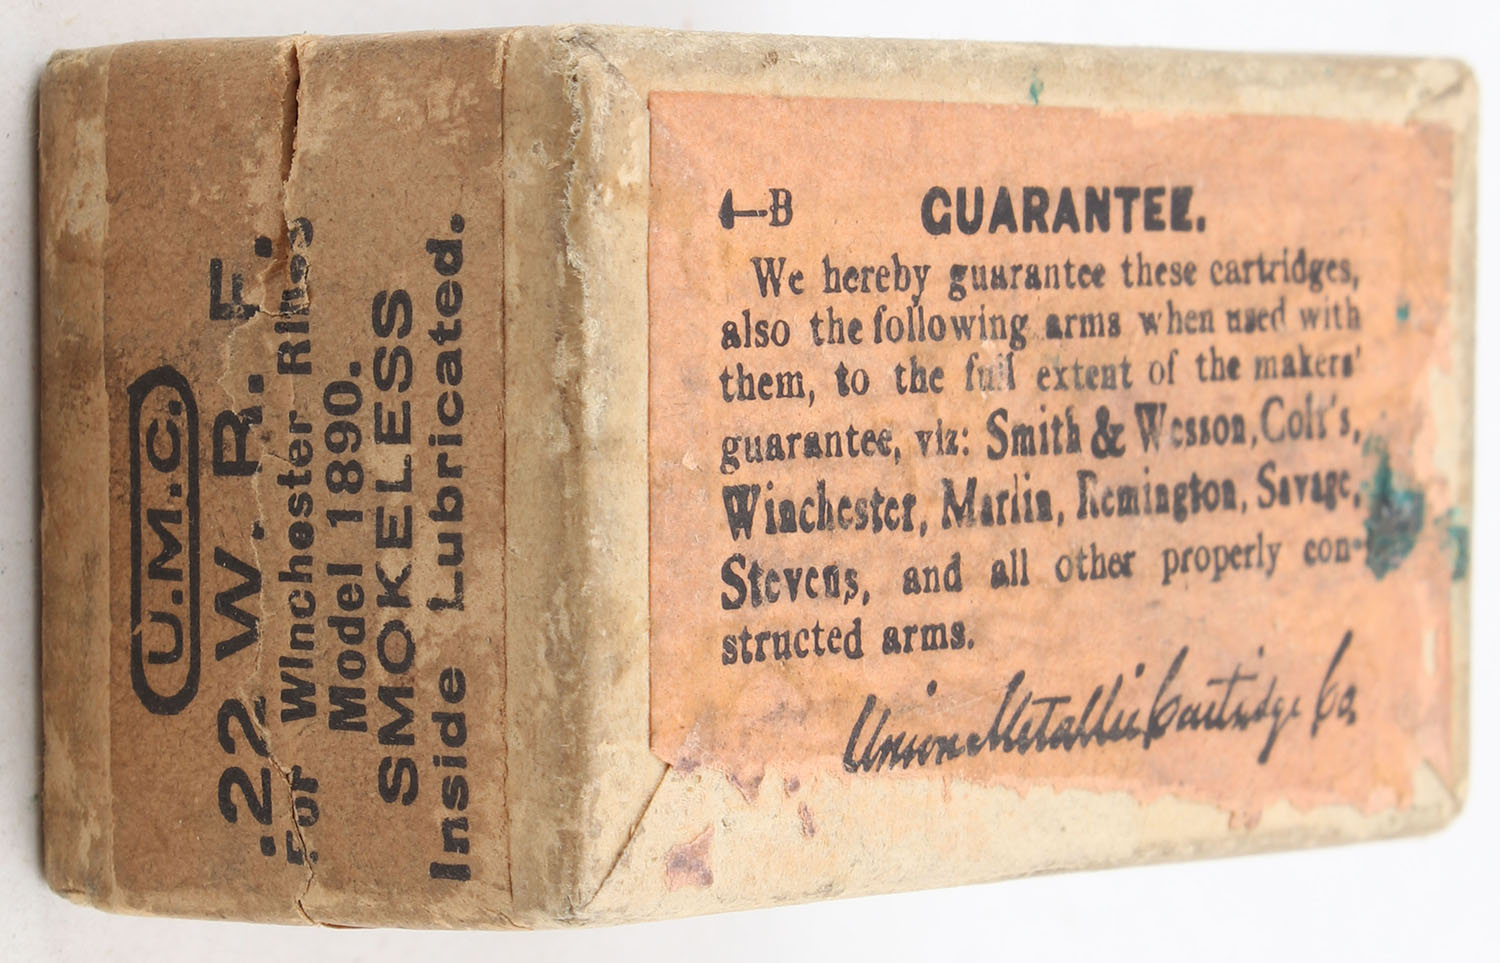 U.M.C.
.22 W. R. F.
For Winchester Rifles
Model 1890.
SMOKELESS
Inside Lubricated.
4-B
GUARANTEE.
We hereby guarantee these cartridges,
also the following arms when used with
them, to the full extent of the makers'
guarantee, viz: Smith & Wesson, Colt's,
Winchester, Marlin, Remington, Savage,
Stevens, and all other properly con-
structed arms.
Union Metallic Cartridge Co.